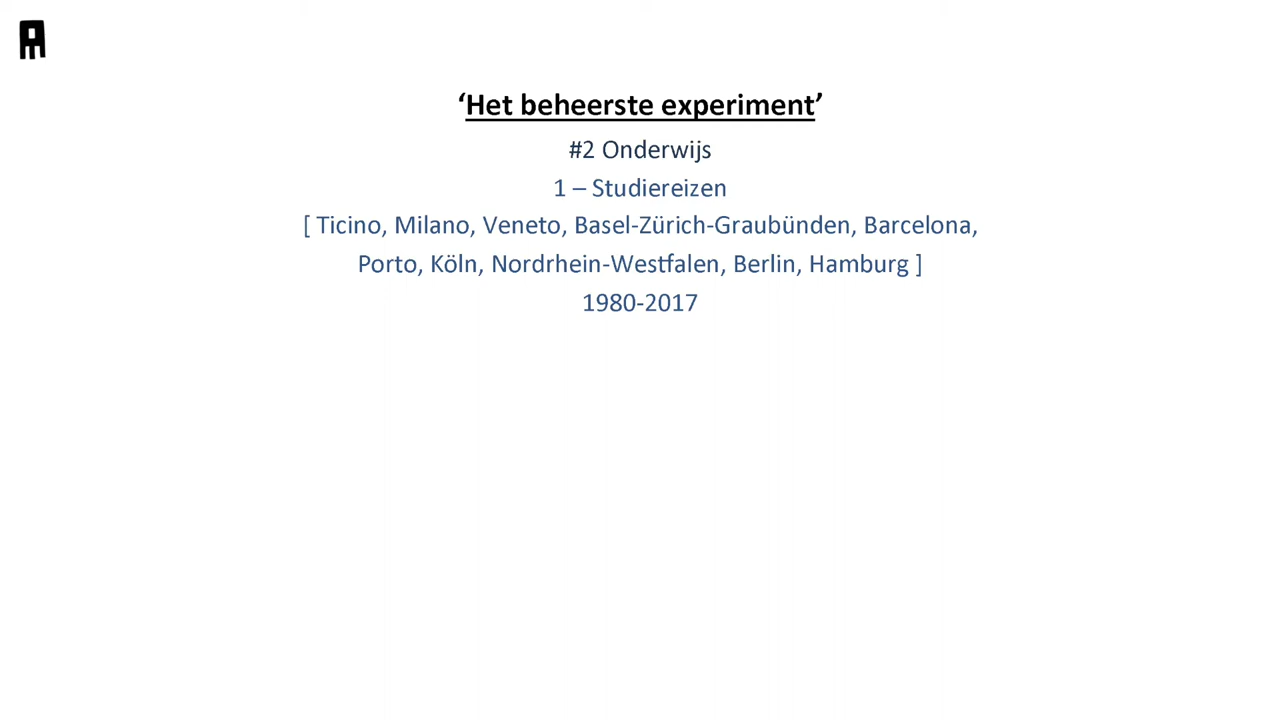 ‘Het beheerste experiment’
#2 Onderwijs
1 – Studiereizen
[ Ticino, Milano, Veneto, Basel-Zürich-Graubünden, Barcelona,
Porto, Köln, Nordrhein-Westfalen, Berlin, Hamburg ]
1980-2017